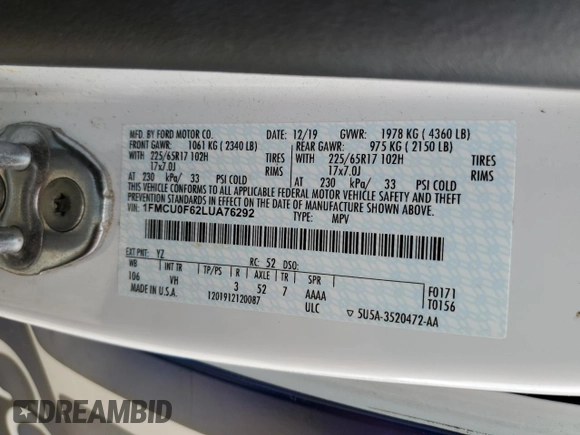 MFD. BY FORD MOTOR CO. 12/19 GVWR: 1978 KG ( 4360 LB)
FRONT GAWR: 1061 KG ( 2340 LB) REAR GAWR: 975 KG ( 2150 LB)
WITH 225/65R17 102H TIRES WITH 225/65R17 102H TIRES
17x7.0J RIMS 17x7.0J RIMS
AT 230 kPa/ 33 PSI COLD AT 230 kPa/ 33 PSI COLD
THIS VEHICLE CONFORMS TO ALL APPLICABLE FEDERAL MOTOR VEHICLE SAFETY, BUMPER, AND THEFT
PREVENTION STANDARDS IN EFFECT ON THE DATE OF MANUFACTURE SHOWN ABOVE.
VIN: 1FMCU0F62LUA76292 TYPE: MPV
EXT PNT: YZ RC: 52 DSO:
WB INT TR TP/PS R AXLE TR SPR F0171
106 VH 3 52 7 AAAA T0156
MADE IN U.S.A. 1201912120087 ULC ▽ 5U5A-3520472-AA
DREAMBID